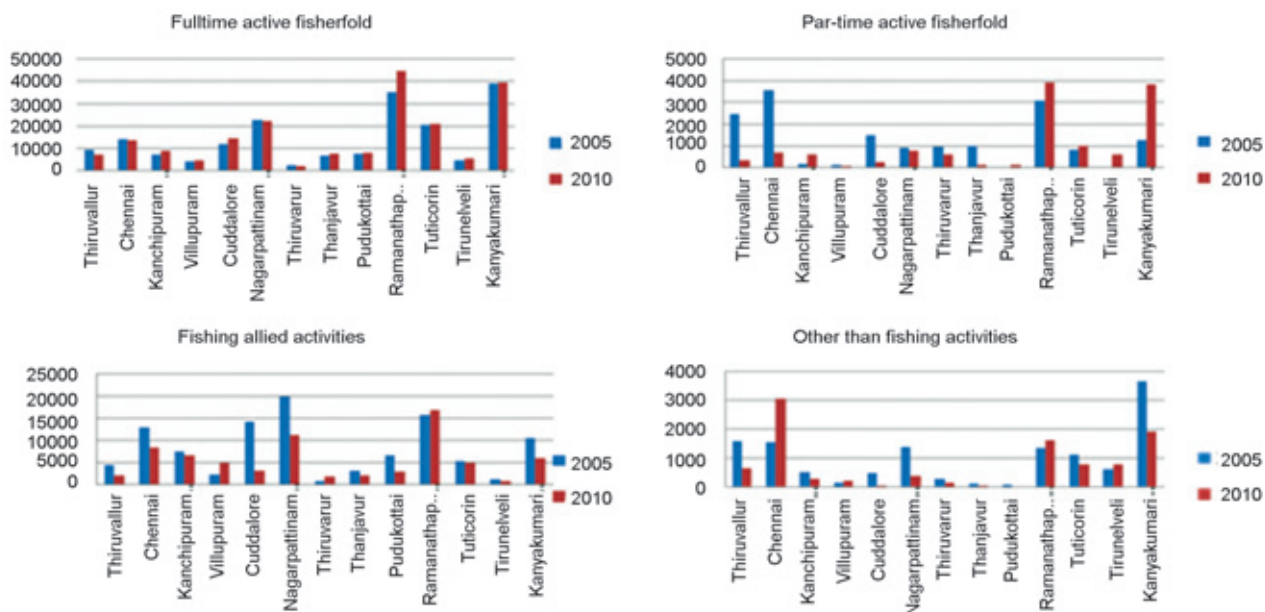 Fulltime active fisherfold
50000
40000
30000
20000
10000
0
Thiruvallur
Chennai
Kanchipuram
Villupuram
Cuddalore
Nagarpattinam
Thiruvarur
Thanjavur
Pudukottai
Ramanathap..
Tuticorin
Tirunelveli
Kanyakumari
2005
2010
Par-time active fisherfold
5000
4000
3000
2000
1000
0
Thiruvallur
Chennai
Kanchipuram
Villupuram
Cuddalore
Nagarpattinam
Thiruvarur
Thanjavur
Pudukottai
Ramanathap..
Tuticorin
Tirunelveli
Kanyakumari
2005
2010
Fishing allied activities
25000
20000
15000
10000
5000
0
Thiruvallur
Chennai
Kanchipuram
Villupuram
Cuddalore
Nagarpattinam
Thiruvarur
Thanjavur
Pudukottai
Ramanathap..
Tuticorin
Tirunelveli
Kanyakumari
2005
2010
Other than fishing activities
4000
3000
2000
1000
0
Thiruvallur
Chennai
Kanchipuram
Villupuram
Cuddalore
Nagarpattinam
Thiruvarur
Thanjavur
Pudukottai
Ramanathap..
Tuticorin
Tirunelveli
Kanyakumari
2005
2010